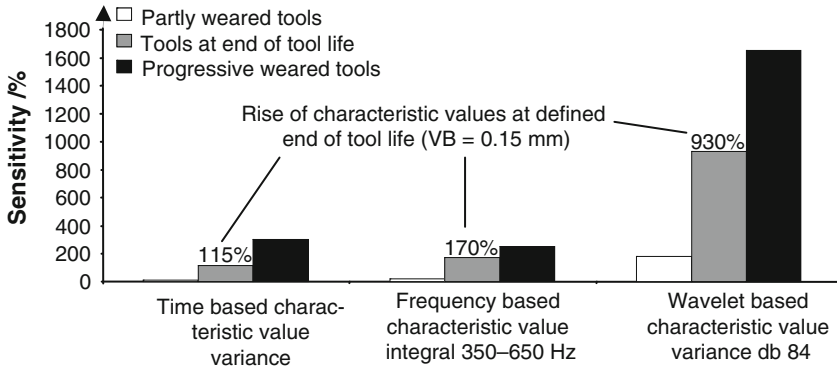 Partly weared tools
Tools at end of tool life
Progressive weared tools
Sensitivity /%
1800
1600
1400
1200
1000
800
600
400
200
0
Rise of characteristic values at defined
end of tool life (VB = 0.15 mm)
115%
170%
930%
Time based charac-
teristic value
variance
Frequency based
characteristic value
integral 350–650 Hz
Wavelet based
characteristic value
variance db 84